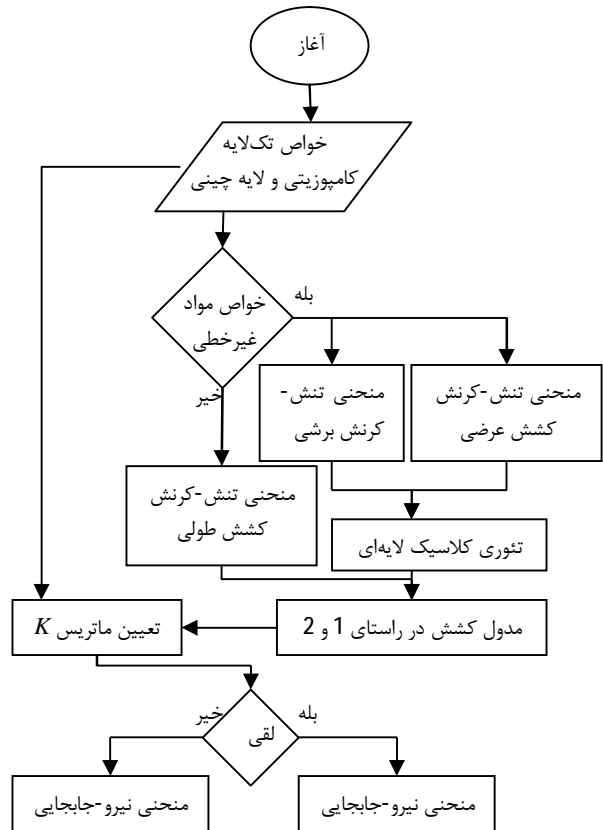 آغاز
خواص تک‌لایه
کامپوزیتی و لایه چینی
خواص مواد
غیرخطی
بله
خیر
منحنی تنش-
کرنش برشی
منحنی تنش-کرنش
کشش عرضی
منحنی تنش-کرنش
کشش طولی
تئوری کلاسیک لایه‌ای
مدول کشش در راستای 1 و 2
تعیین ماتریس K
لقی
بله
خیر
منحنی نیرو-جابجایی
منحنی نیرو-جابجایی